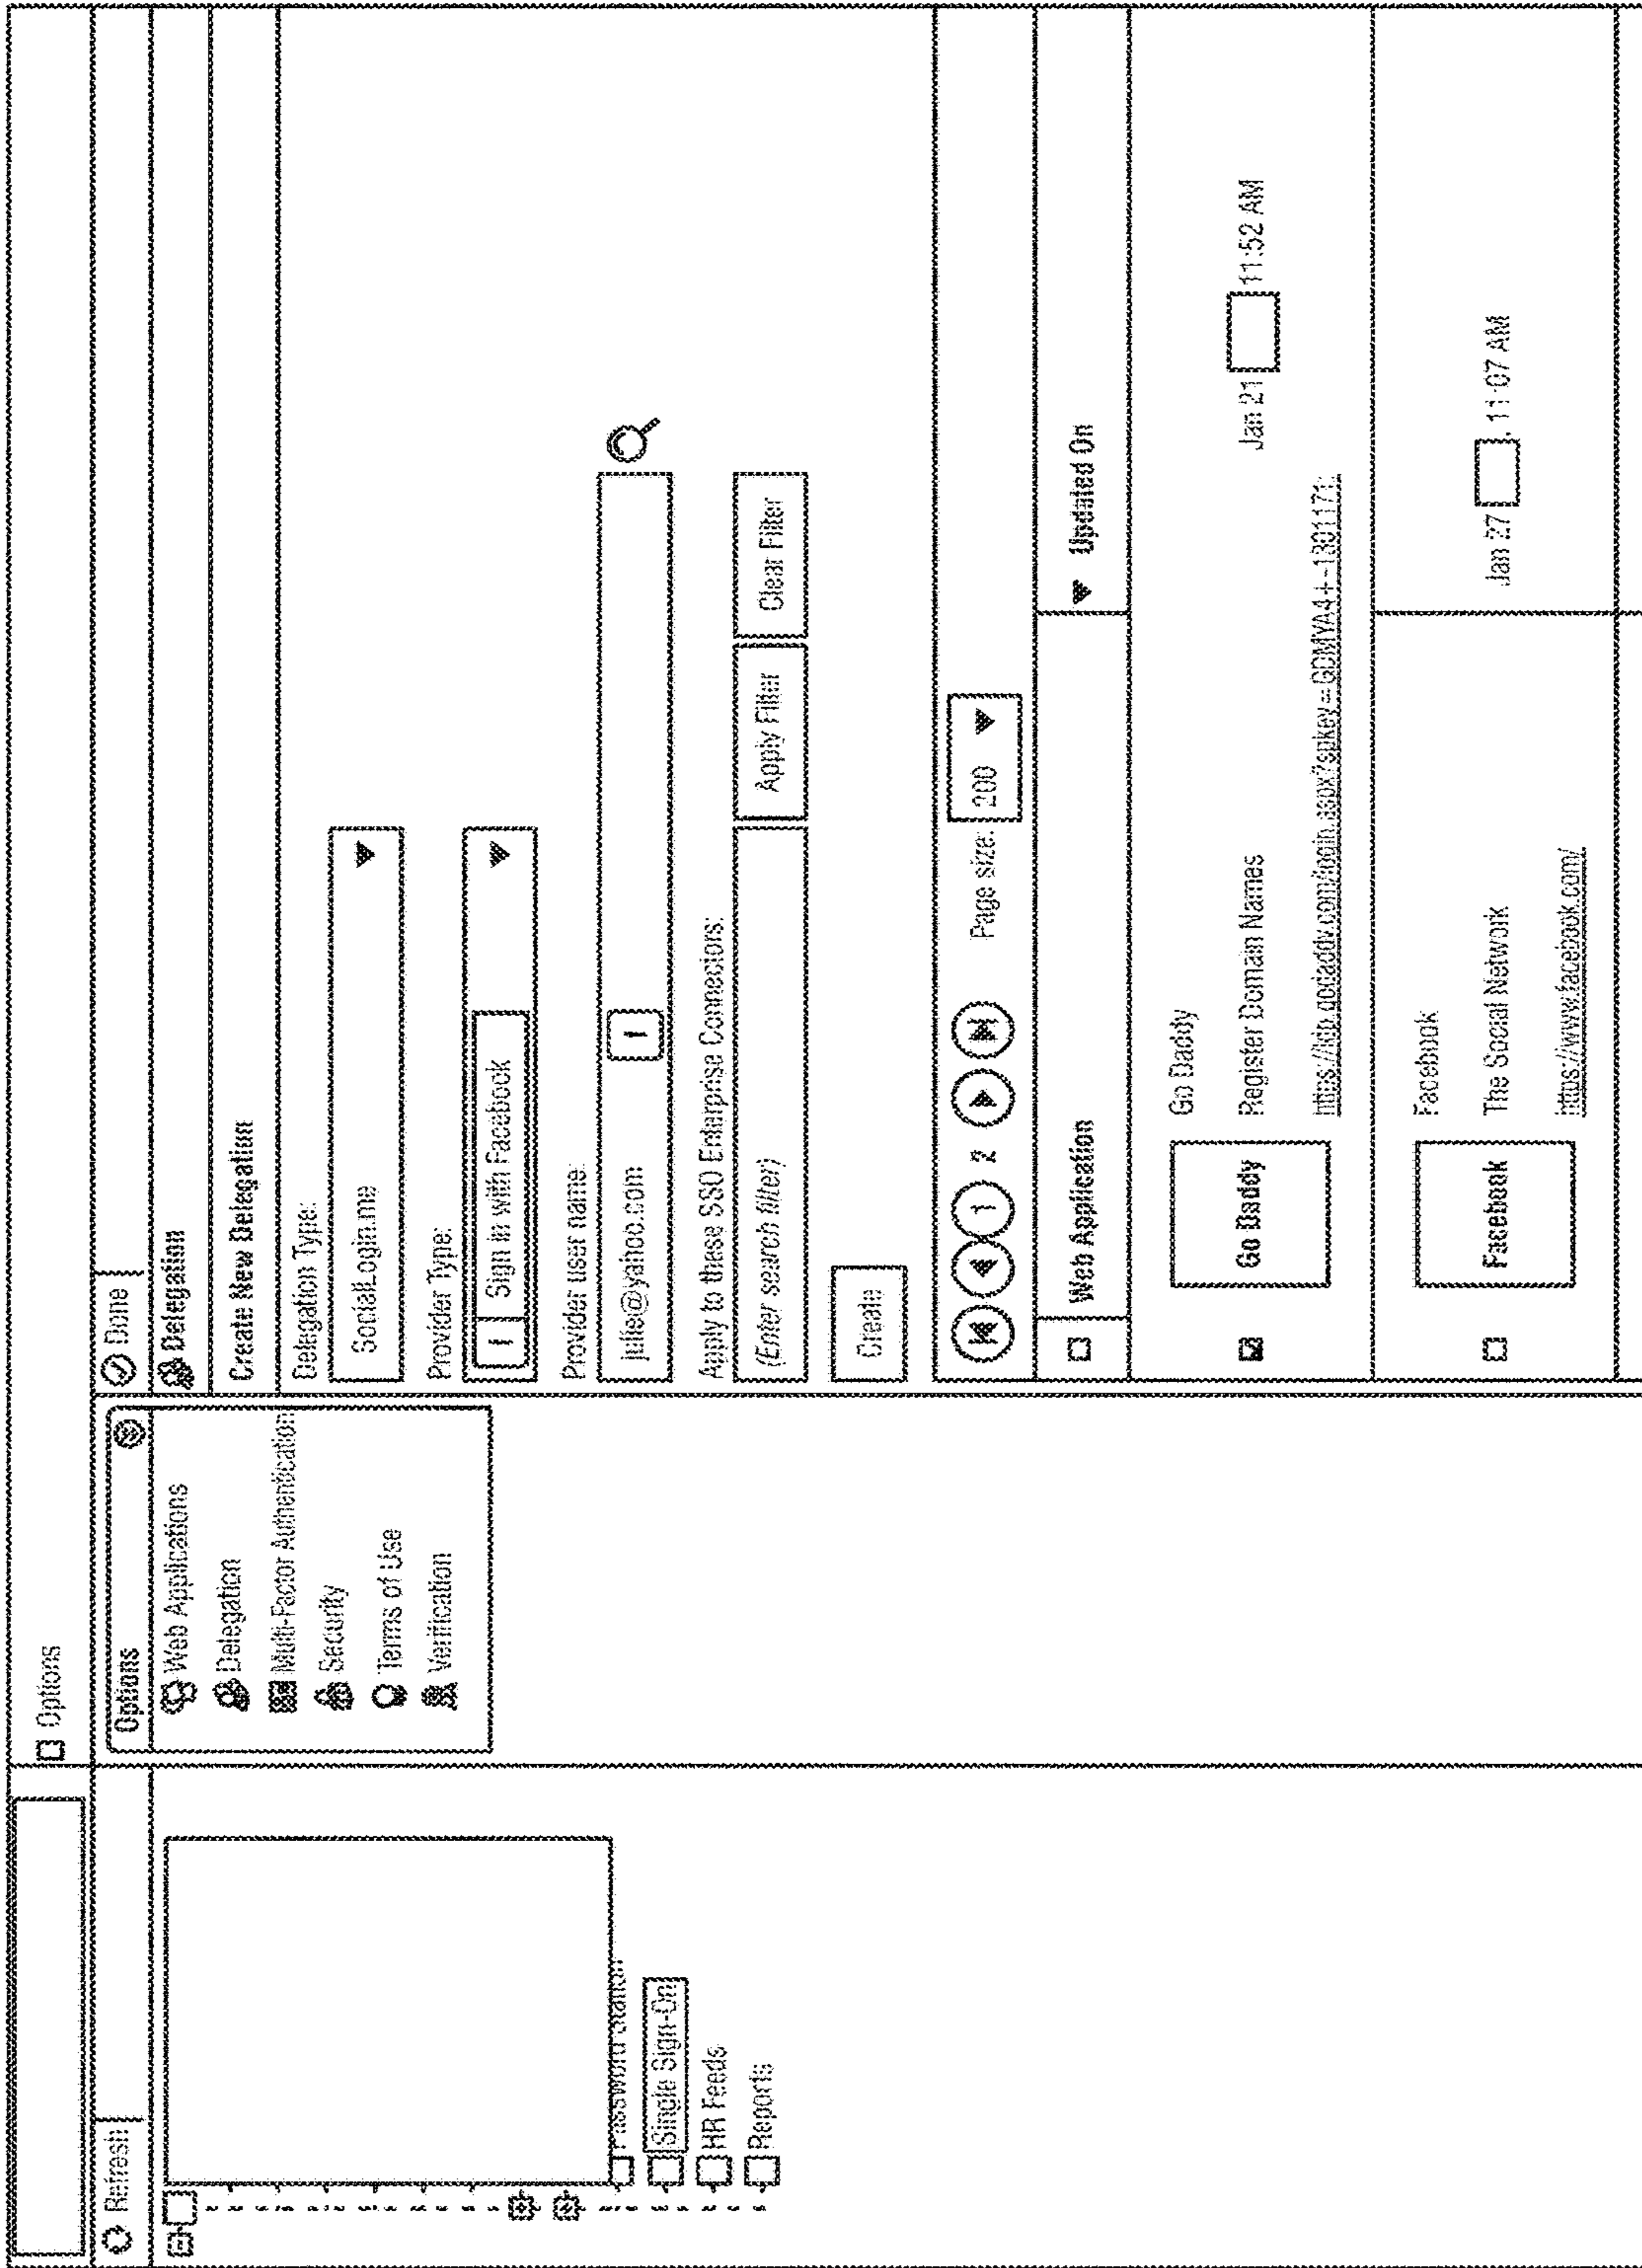 Options
Refresh
Password Station
Single Sign-On
HR Feeds
Reports
Options
Web Applications
Delegation
Multi-Factor Authentication
Security
Terms of Use
Verification
Done
Delegation
Create New Delegation
Delegation Type:
SocialLogin.me
Provider Type:
Sign in with Facebook
Provider user name:
julie@yahoo.com
Apply to these SSO Enterprise Connectors:
(Enter search filter) Apply Filter Clear Filter
Create
1 2 Page size: 200
Web Application Updated On
Go Daddy
Go Daddy
Register Domain Names
Jan 21 11:52 AM
Facebook
Facebook
The Social Network
https://www.facebook.com/
Jan 27 , 11:07 AM